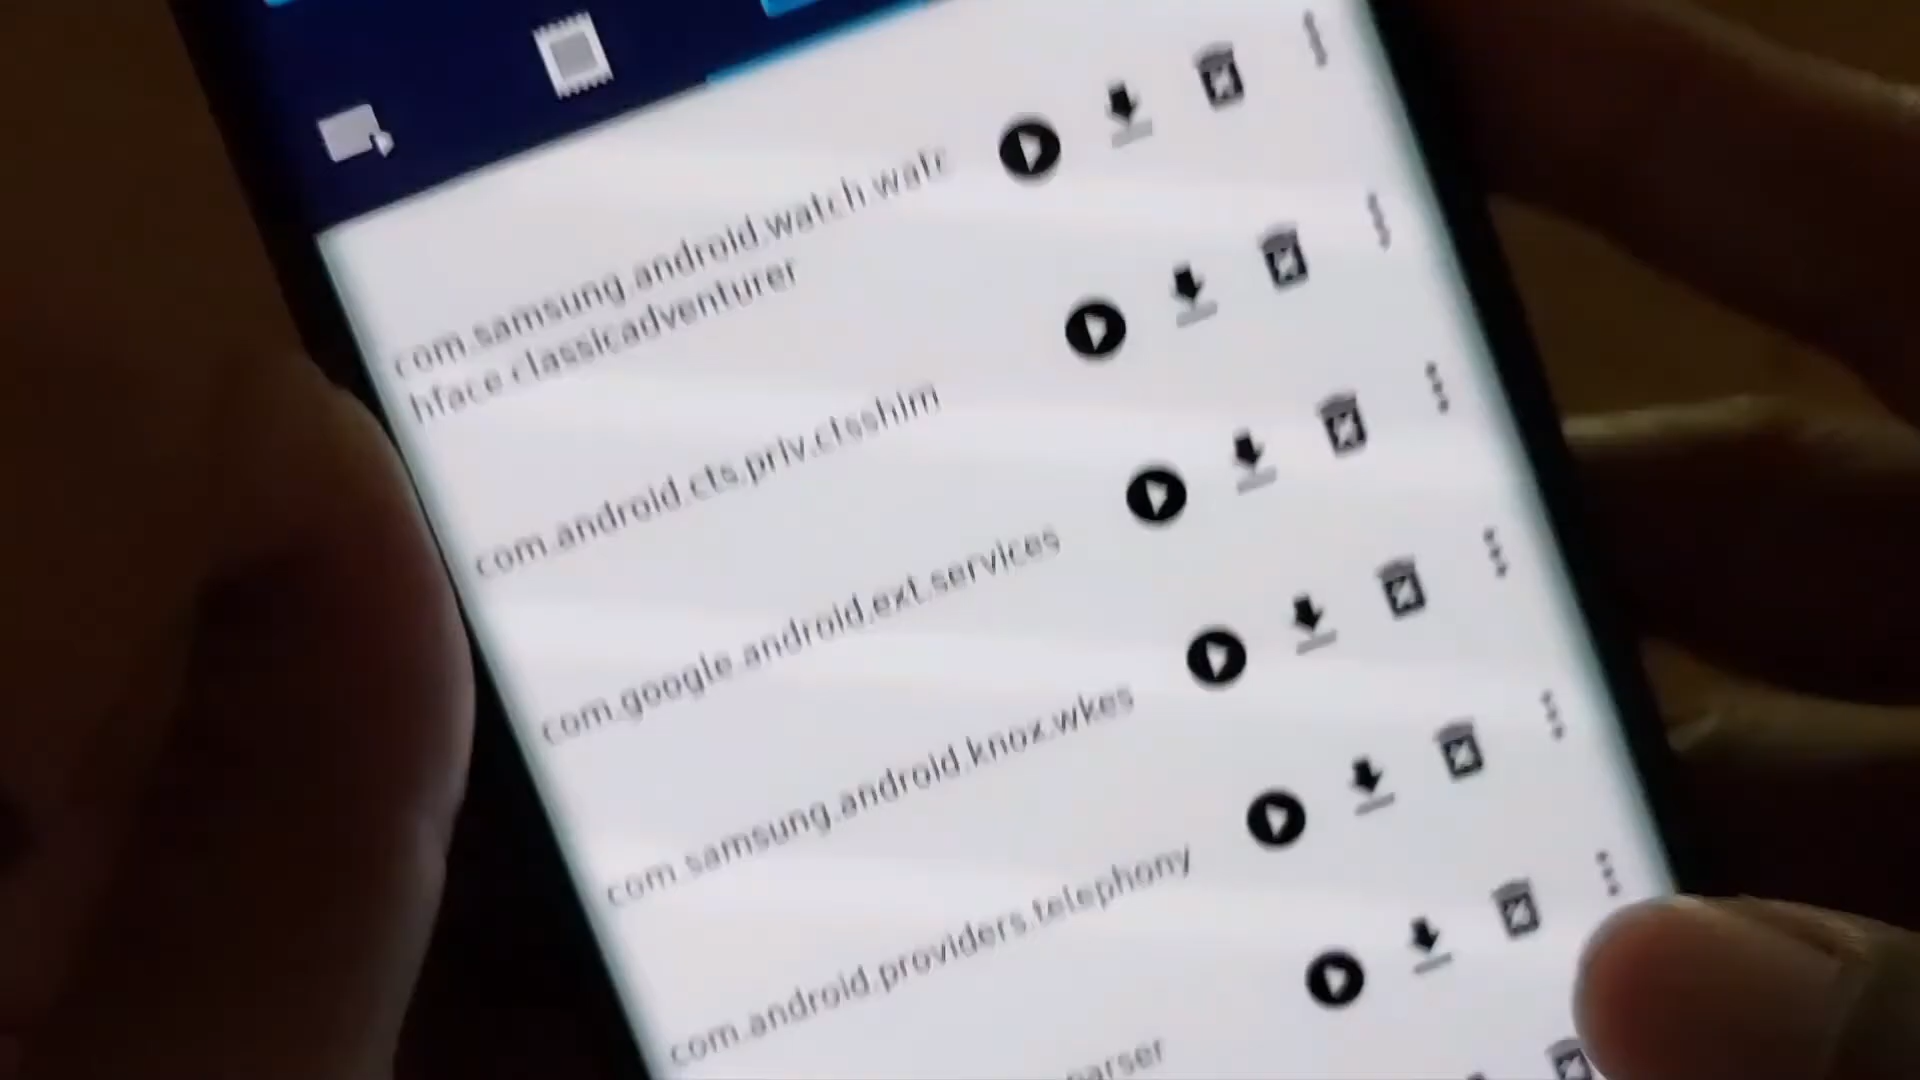 com.samsung.android.watch.watc
hface.classicadventurer
com.android.cts.priv.ctsshim
com.google.android.ext.services
com.samsung.android.knox.wkes
com.android.providers.telephony
parser